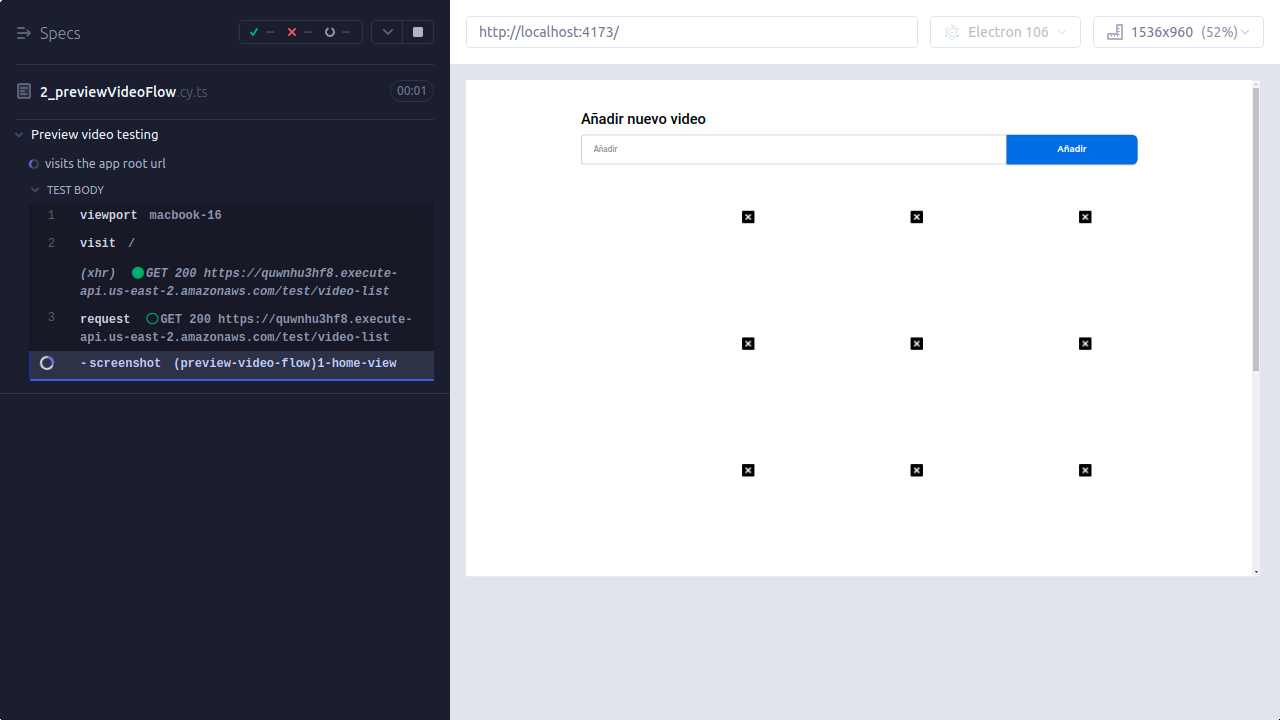 Specs
--
--
--
2_previewVideoFlow.cy.ts
00:01
Preview video testing
visits the app root url
TEST BODY
1 viewport macbook-16
2 visit /
(xhr) GET 200 https://quwnhu3hf8.execute-
api.us-east-2.amazonaws.com/test/video-list
3 request GET 200 https://quwnhu3hf8.execute-
api.us-east-2.amazonaws.com/test/video-list
-screenshot (preview-video-flow)1-home-view
http://localhost:4173/
Electron 106
1536x960 (52%)
Añadir nuevo video
Añadir
Añadir